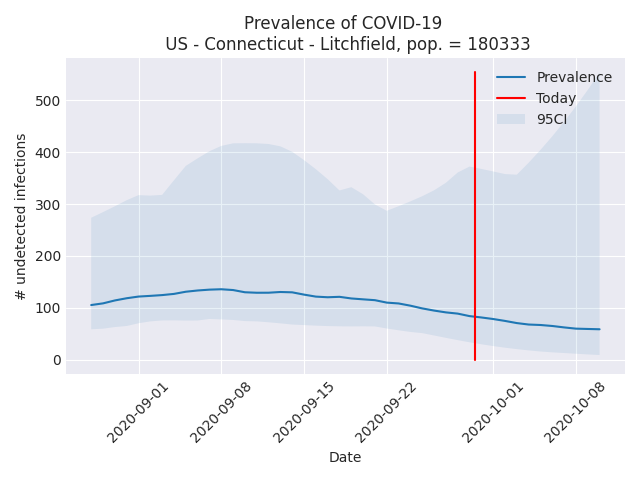 Prevalence of COVID-19
US - Connecticut - Litchfield, pop. = 180333
Prevalence
Today
95CI
# undetected infections
500
400
300
200
100
0
2020-09-01
2020-09-08
2020-09-15
2020-09-22
2020-10-01
2020-10-08
Date